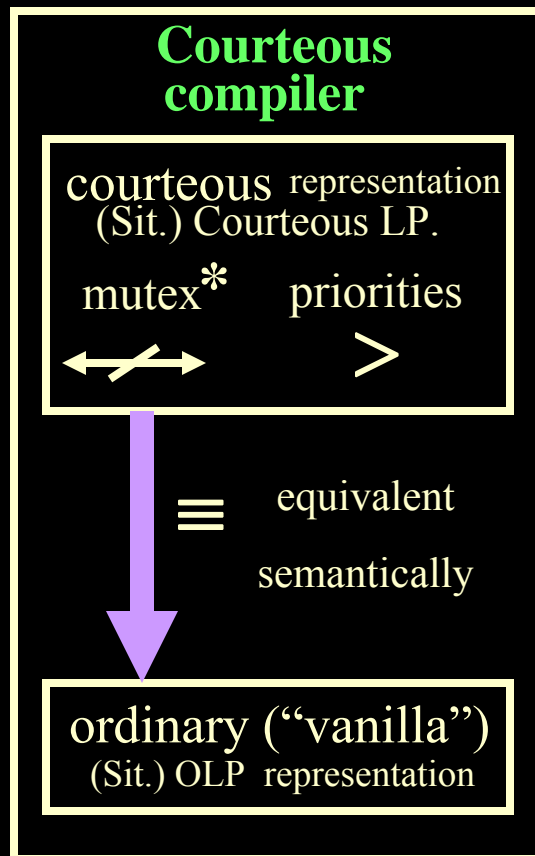 Courteous
compiler
courteous representation
(Sit.) Courteous LP.
mutex* priorities
>
≡ equivalent
semantically
ordinary (“vanilla”)
(Sit.) OLP representation